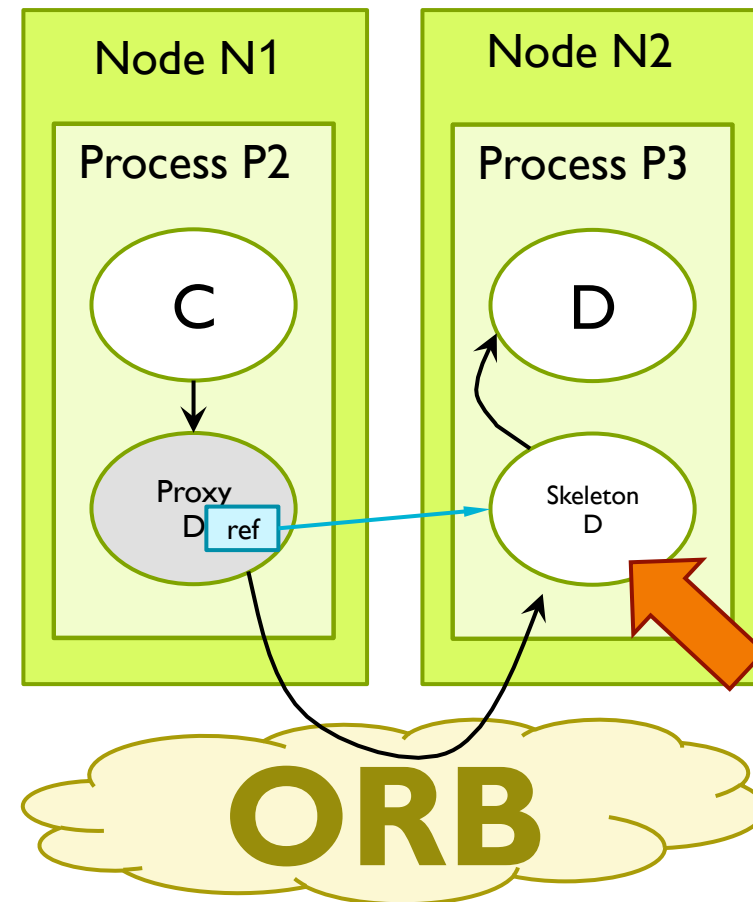 Node N1
Process P2
C
Proxy
D
ref
Node N2
Process P3
D
Skeleton
D
ORB